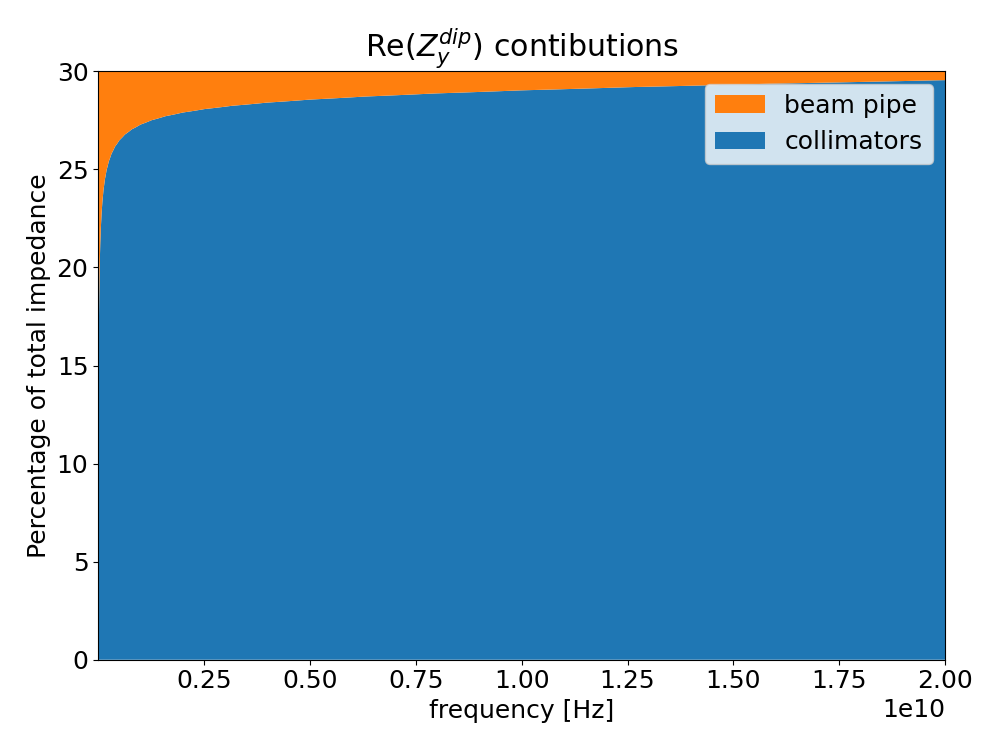 Re(Z_y^{dip}) contibutions
30
25
20
15
10
5
0
Percentage of total impedance
beam pipe
collimators
0.25 0.50 0.75 1.00 1.25 1.50 1.75 2.00
1e10
frequency [Hz]